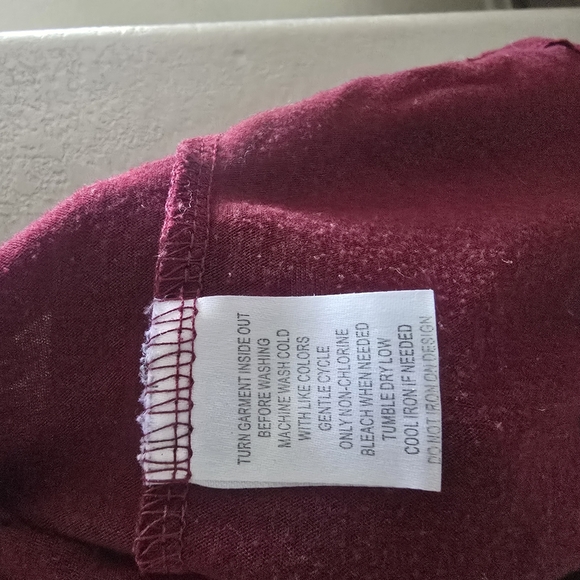 TURN GARMENT INSIDE OUT
BEFORE WASHING
MACHINE WASH COLD
WITH LIKE COLORS
GENTLE CYCLE
ONLY NON-CHLORINE
BLEACH WHEN NEEDED
TUMBLE DRY LOW
COOL IRON IF NEEDED
DO NOT IRON ON DESIGN